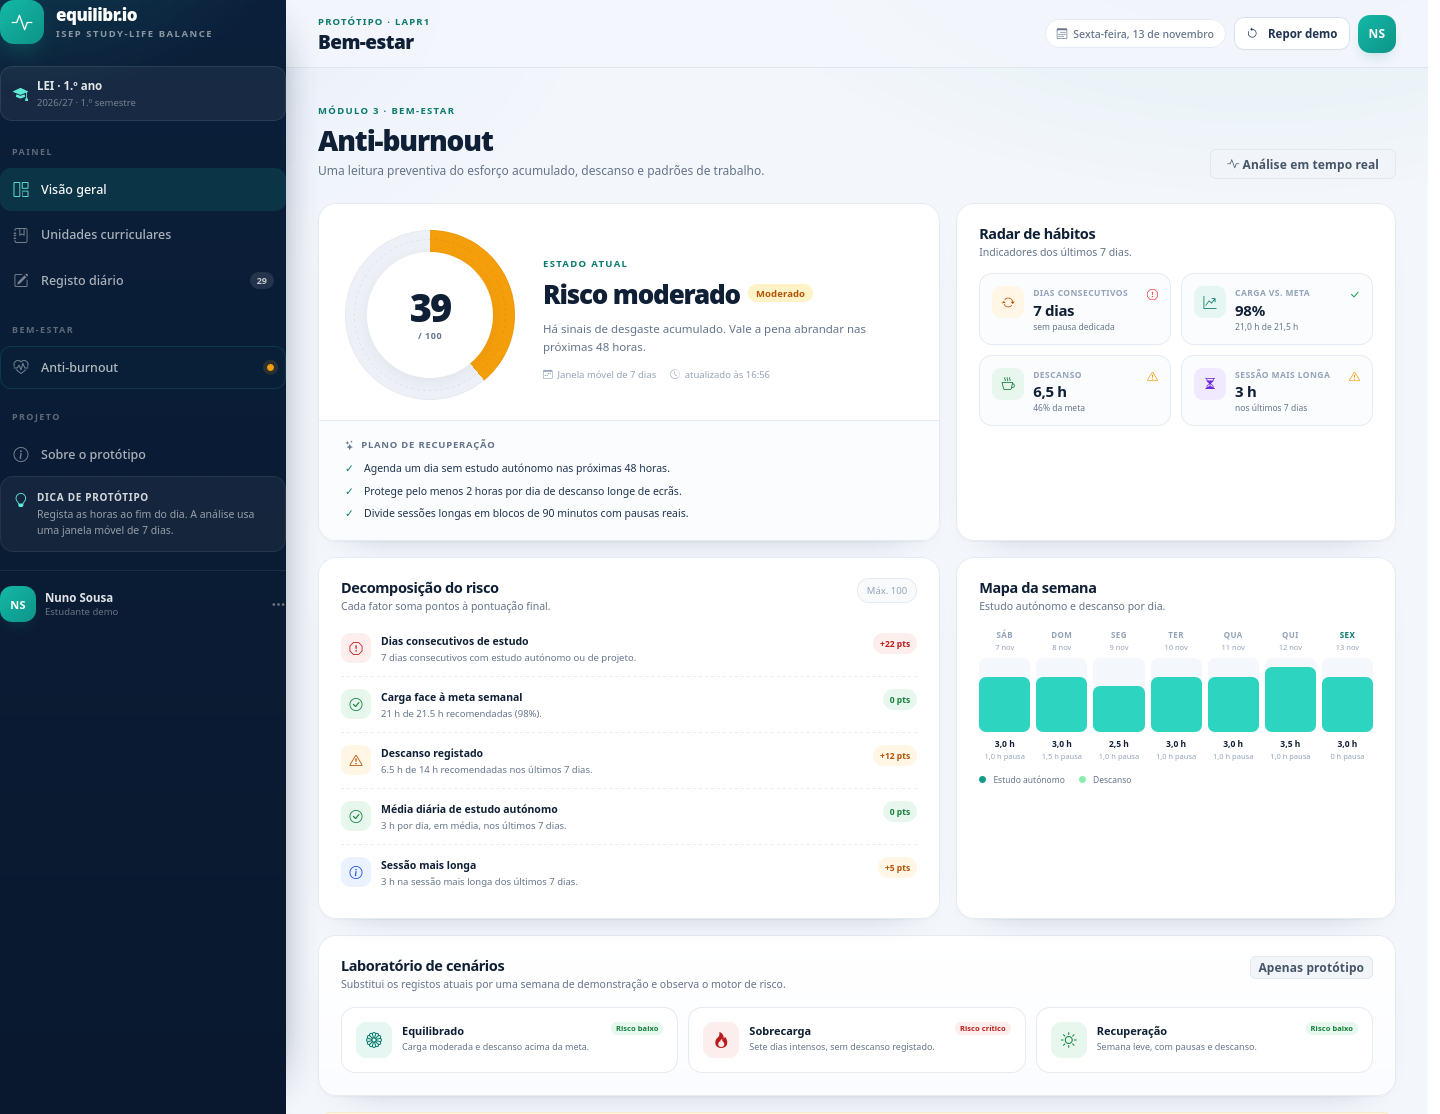 equilibr.io
ISEP STUDY-LIFE BALANCE
LEI · 1.º ano
2026/27 · 1.º semestre
PAINEL
Visão geral
Unidades curriculares
Registo diário
29
BEM-ESTAR
Anti-burnout
PROJETO
Sobre o protótipo
DICA DE PROTÓTIPO
Regista as horas ao fim do dia. A análise usa
uma janela móvel de 7 dias.
NS
Nuno Sousa
Estudante demo
PROTÓTIPO · LAPR1
Bem-estar
Sexta-feira, 13 de novembro
Repor demo
NS
MÓDULO 3 · BEM-ESTAR
Anti-burnout
Uma leitura preventiva do esforço acumulado, descanso e padrões de trabalho.
Análise em tempo real
39
/ 100
ESTADO ATUAL
Risco moderado
Moderado
Há sinais de desgaste acumulado. Vale a pena abrandar nas
próximas 48 horas.
Janela móvel de 7 dias
atualizado às 16:56
PLANO DE RECUPERAÇÃO
✓ Agenda um dia sem estudo autónomo nas próximas 48 horas.
✓ Protege pelo menos 2 horas por dia de descanso longe de ecrãs.
✓ Divide sessões longas em blocos de 90 minutos com pausas reais.
Radar de hábitos
Indicadores dos últimos 7 dias.
DIAS CONSECUTIVOS
7 dias
sem pausa dedicada
CARGA VS. META
98%
21,0 h de 21,5 h
DESCANSO
6,5 h
46% da meta
SESSÃO MAIS LONGA
3 h
nos últimos 7 dias
Decomposição do risco
Cada fator soma pontos à pontuação final.
Máx. 100
Dias consecutivos de estudo
7 dias consecutivos com estudo autónomo ou de projeto.
+22 pts
Carga face à meta semanal
21 h de 21.5 h recomendadas (98%).
0 pts
Descanso registado
6.5 h de 14 h recomendadas nos últimos 7 dias.
+12 pts
Média diária de estudo autónomo
3 h por dia, em média, nos últimos 7 dias.
0 pts
Sessão mais longa
3 h na sessão mais longa dos últimos 7 dias.
+5 pts
Mapa da semana
Estudo autónomo e descanso por dia.
SÁB DOM SEG TER QUA QUI SEX
7 nov 8 nov 9 nov 10 nov 11 nov 12 nov 13 nov
3,0 h 3,0 h 2,5 h 3,0 h 3,0 h 3,5 h 3,0 h
1,0 h pausa 1,5 h pausa 1,0 h pausa 1,0 h pausa 1,0 h pausa 1,0 h pausa 0 h pausa
Estudo autónomo Descanso
Laboratório de cenários
Substitui os registos atuais por uma semana de demonstração e observa o motor de risco.
Apenas protótipo
Equilibrado
Risco baixo
Carga moderada e descanso acima da meta.
Sobrecarga
Risco crítico
Sete dias intensos, sem descanso registado.
Recuperação
Risco baixo
Semana leve, com pausas e descanso.